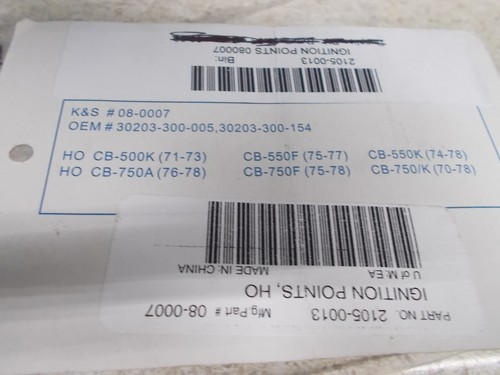 IGNITION POINTS 080007
2105-0013
Bin:
K&S # 08-0007
OEM # 30203-300-005,30203-300-154
HO CB-500K (71-73) CB-550F (75-77) CB-550K (74-78)
HO CB-750A (76-78) CB-750F (75-78) CB-750/K (70-78)
PART NO. 2105-0013
Mfg.Part # 08-0007
IGNITION POINTS, HO
U of M:EA MADE IN: CHINA